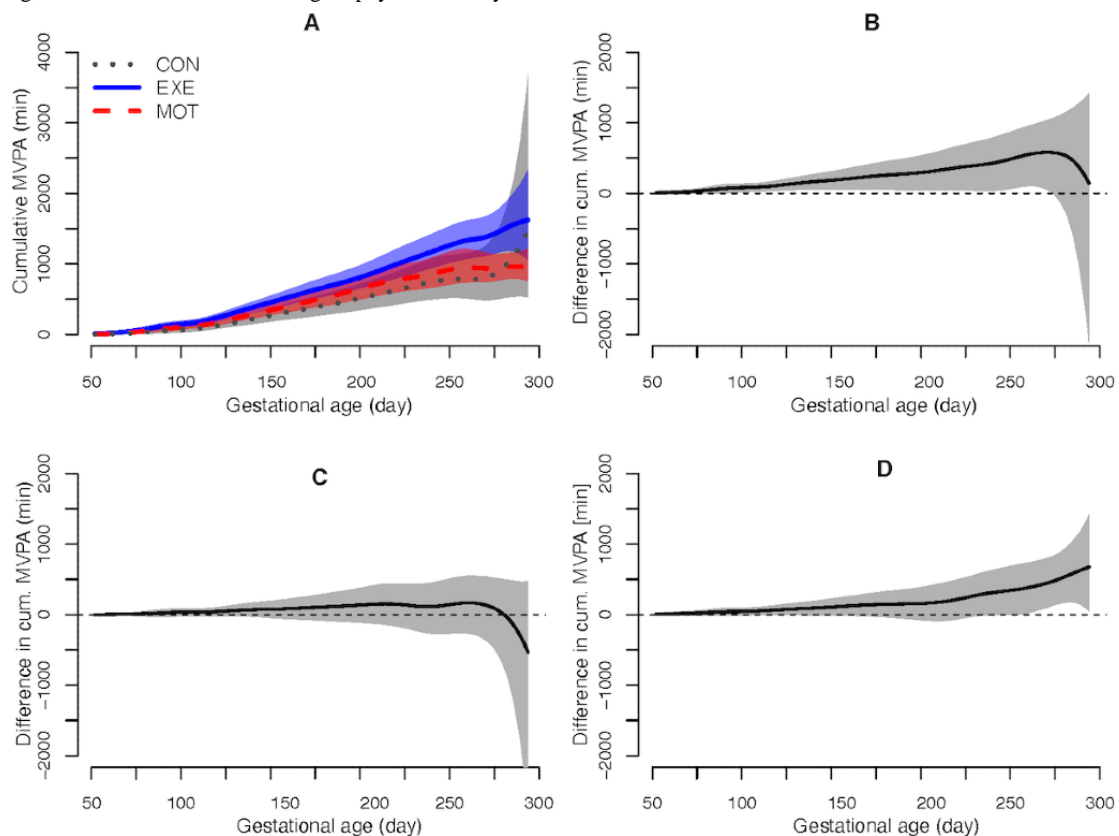 A
4000
3000
2000
1000
0
Cumulative MVPA (min)
CON
EXE
MOT
50 100 150 200 250 300
Gestational age (day)
B
2000
1000
0
−1000
−2000
Difference in cum. MVPA (min)
50 100 150 200 250 300
Gestational age (day)
C
2000
1000
0
−1000
−2000
Difference in cum. MVPA (min)
50 100 150 200 250 300
Gestational age (day)
D
2000
1000
0
−1000
−2000
Difference in cum. MVPA [min]
50 100 150 200 250 300
Gestational age (day)